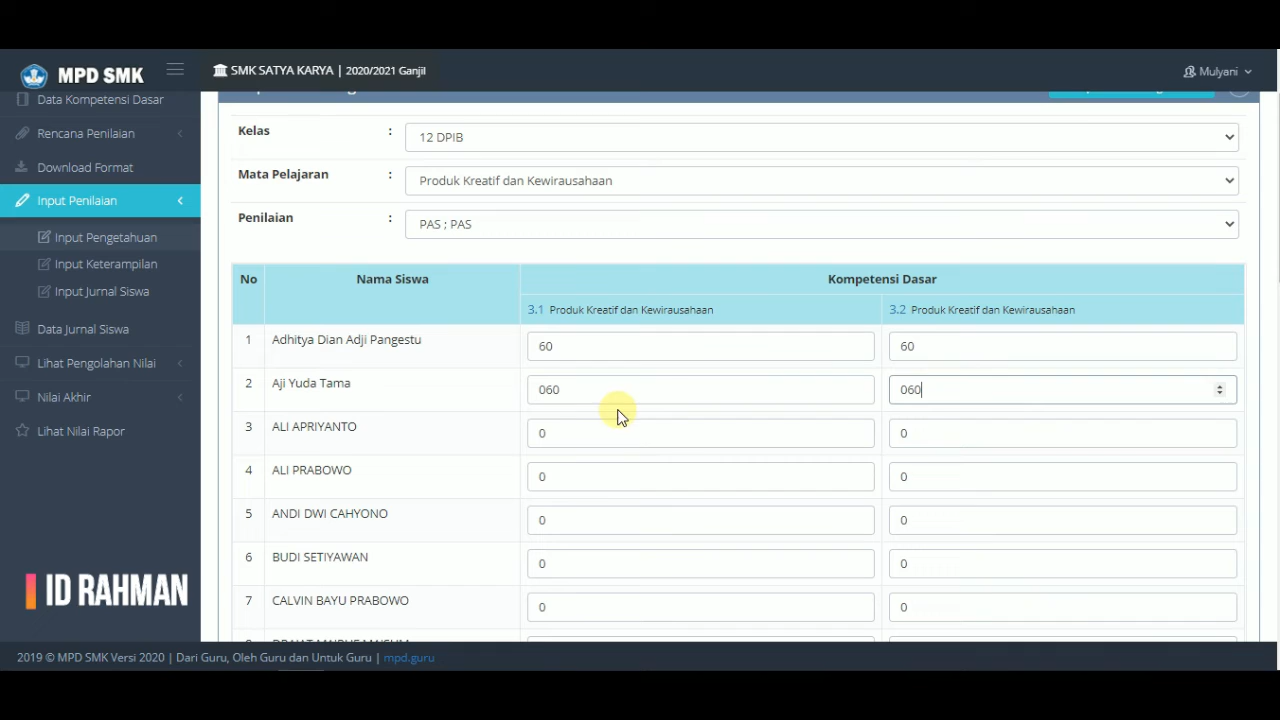 MPD SMK
SMK SATYA KARYA | 2020/2021 Ganjil
Mulyani
Data Kompetensi Dasar
Rencana Penilaian
Download Format
Input Penilaian
Input Pengetahuan
Input Keterampilan
Input Jurnal Siswa
Data Jurnal Siswa
Lihat Pengolahan Nilai
Nilai Akhir
Lihat Nilai Rapor
ID RAHMAN
Kelas : 12 DPIB
Mata Pelajaran : Produk Kreatif dan Kewirausahaan
Penilaian : PAS ; PAS
No Nama Siswa Kompetensi Dasar
3.1 Produk Kreatif dan Kewirausahaan 3.2 Produk Kreatif dan Kewirausahaan
1 Adhitya Dian Adji Pangestu 60 60
2 Aji Yuda Tama 060 060
3 ALI APRIYANTO 0 0
4 ALI PRABOWO 0 0
5 ANDI DWI CAHYONO 0 0
6 BUDI SETIYAWAN 0 0
7 CALVIN BAYU PRABOWO 0 0
2019 © MPD SMK Versi 2020 | Dari Guru, Oleh Guru dan Untuk Guru | mpd.guru